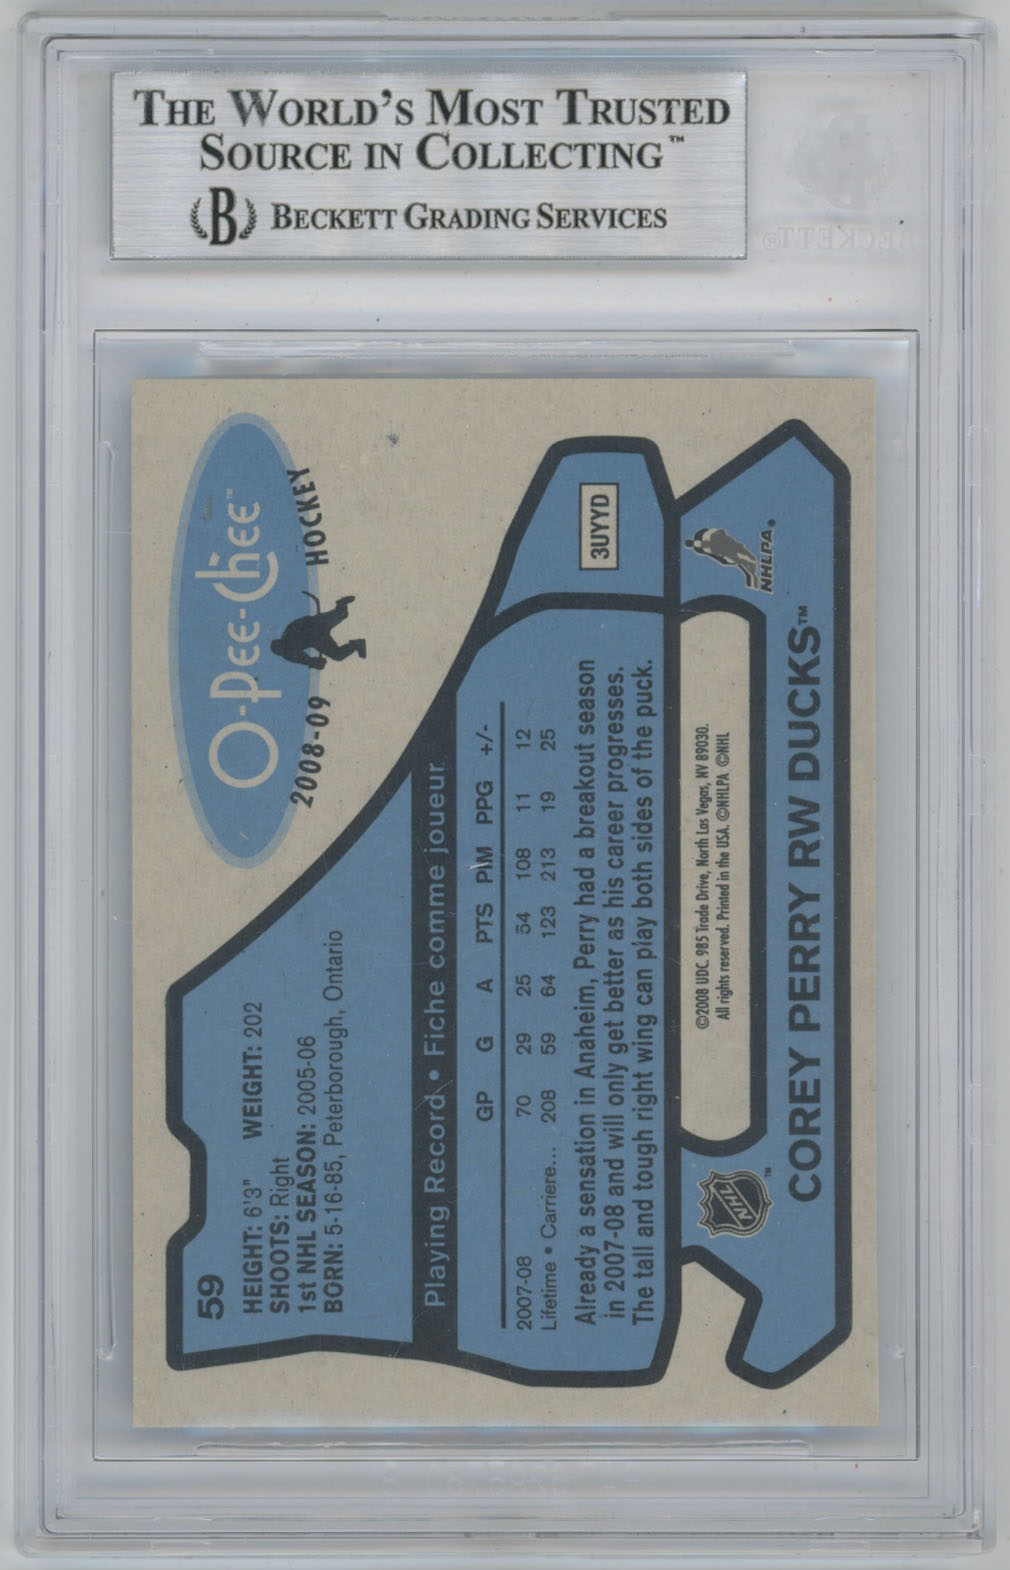 THE WORLD'S MOST TRUSTED
SOURCE IN COLLECTING™
B BECKETT GRADING SERVICES
BECKETT®
O-Pee-Chee™
2008-09 HOCKEY
59
HEIGHT: 6'3" WEIGHT: 202
SHOOTS: Right
1st NHL SEASON: 2005-06
BORN: 5-16-85, Peterborough, Ontario
3UYYD
Playing Record • Fiche comme joueur
GP G A PTS PIM PPG +/-
2007-08 70 29 25 54 108 11 12
Lifetime • Carriere... 208 59 64 123 213 19 25
Already a sensation in Anaheim, Perry had a breakout season
in 2007-08 and will only get better as his career progresses.
The tall and tough right wing can play both sides of the puck.
NHL™
©2008 UDC. 985 Trade Drive, North Las Vegas, NV 89030.
All rights reserved. Printed in the USA. ©NHLPA ©NHL
NHLPA®
COREY PERRY RW DUCKS™